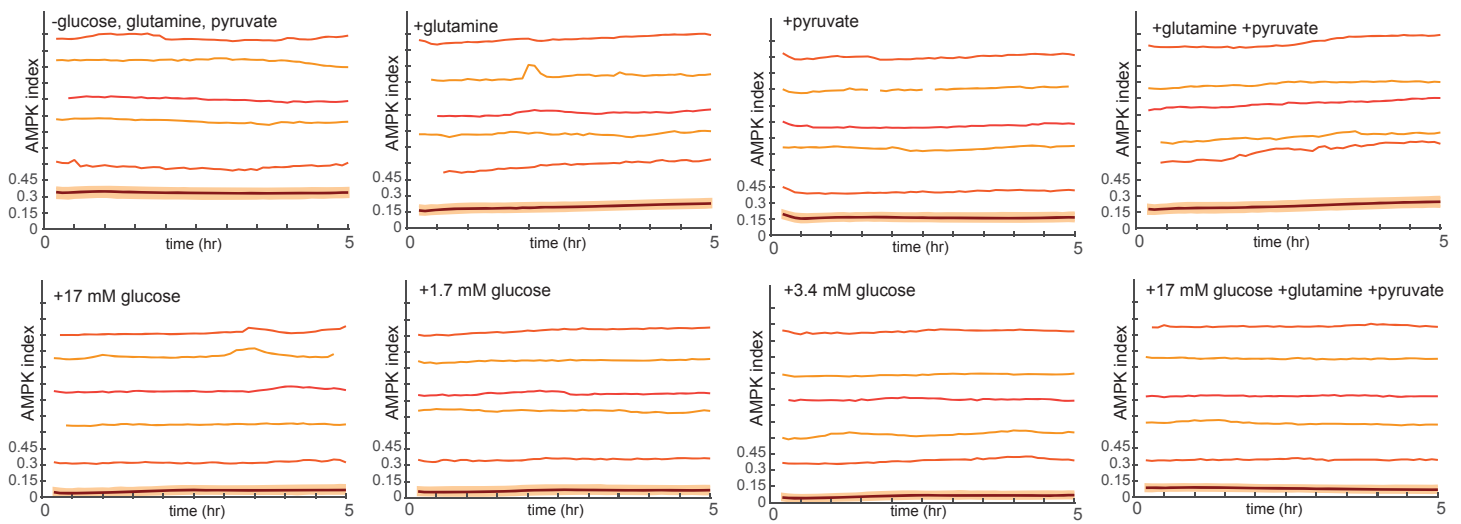 -glucose, glutamine, pyruvate
AMPK index
0.45
0.3
0.15
0
0
time (hr)
5
+glutamine
AMPK index
0.45
0.3
0.15
0
0
time (hr)
5
+pyruvate
AMPK index
0.45
0.3
0.15
0
0
time (hr)
5
+glutamine +pyruvate
AMPK index
0.45
0.3
0.15
0
0
time (hr)
5
+17 mM glucose
AMPK index
0.45
0.3
0.15
0
0
time (hr)
5
+1.7 mM glucose
AMPK index
0.45
0.3
0.15
0
0
time (hr)
5
+3.4 mM glucose
AMPK index
0.45
0.3
0.15
0
0
time (hr)
5
+17 mM glucose +glutamine +pyruvate
AMPK index
0.45
0.3
0.15
0
0
time (hr)
5